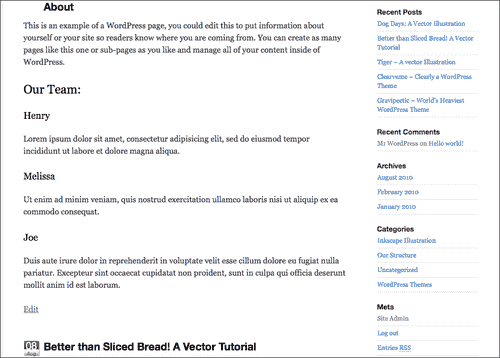 About
This is an example of a WordPress page, you could edit this to put information about
yourself or your site so readers know where you are coming from. You can create as many
pages like this one or sub-pages as you like and manage all of your content inside of
WordPress.
Our Team:
Henry
Lorem ipsum dolor sit amet, consectetur adipisicing elit, sed do eiusmod tempor
incididunt ut labore et dolore magna aliqua.
Melissa
Ut enim ad minim veniam, quis nostrud exercitation ullamco laboris nisi ut aliquip ex ea
commodo consequat.
Joe
Duis aute irure dolor in reprehenderit in voluptate velit esse cillum dolore eu fugiat nulla
pariatur. Excepteur sint occaecat cupidatat non proident, sunt in culpa qui officia deserunt
mollit anim id est laborum.
Edit
08
Aug
Better than Sliced Bread! A Vector Tutorial
Recent Posts
Dog Days: A Vector Illustration
Better than Sliced Bread! A Vector
Tutorial
Tiger – A vector Illustration
Clearvume – Clearly a WordPress
Theme
Gravipectic – World's Heaviest
WordPress Theme
Recent Comments
Mr WordPress on Hello world!
Archives
August 2010
February 2010
January 2010
Categories
Inkscape Illustration
Our Structure
Uncategorized
WordPress Themes
Meta
Site Admin
Log out
Entries RSS